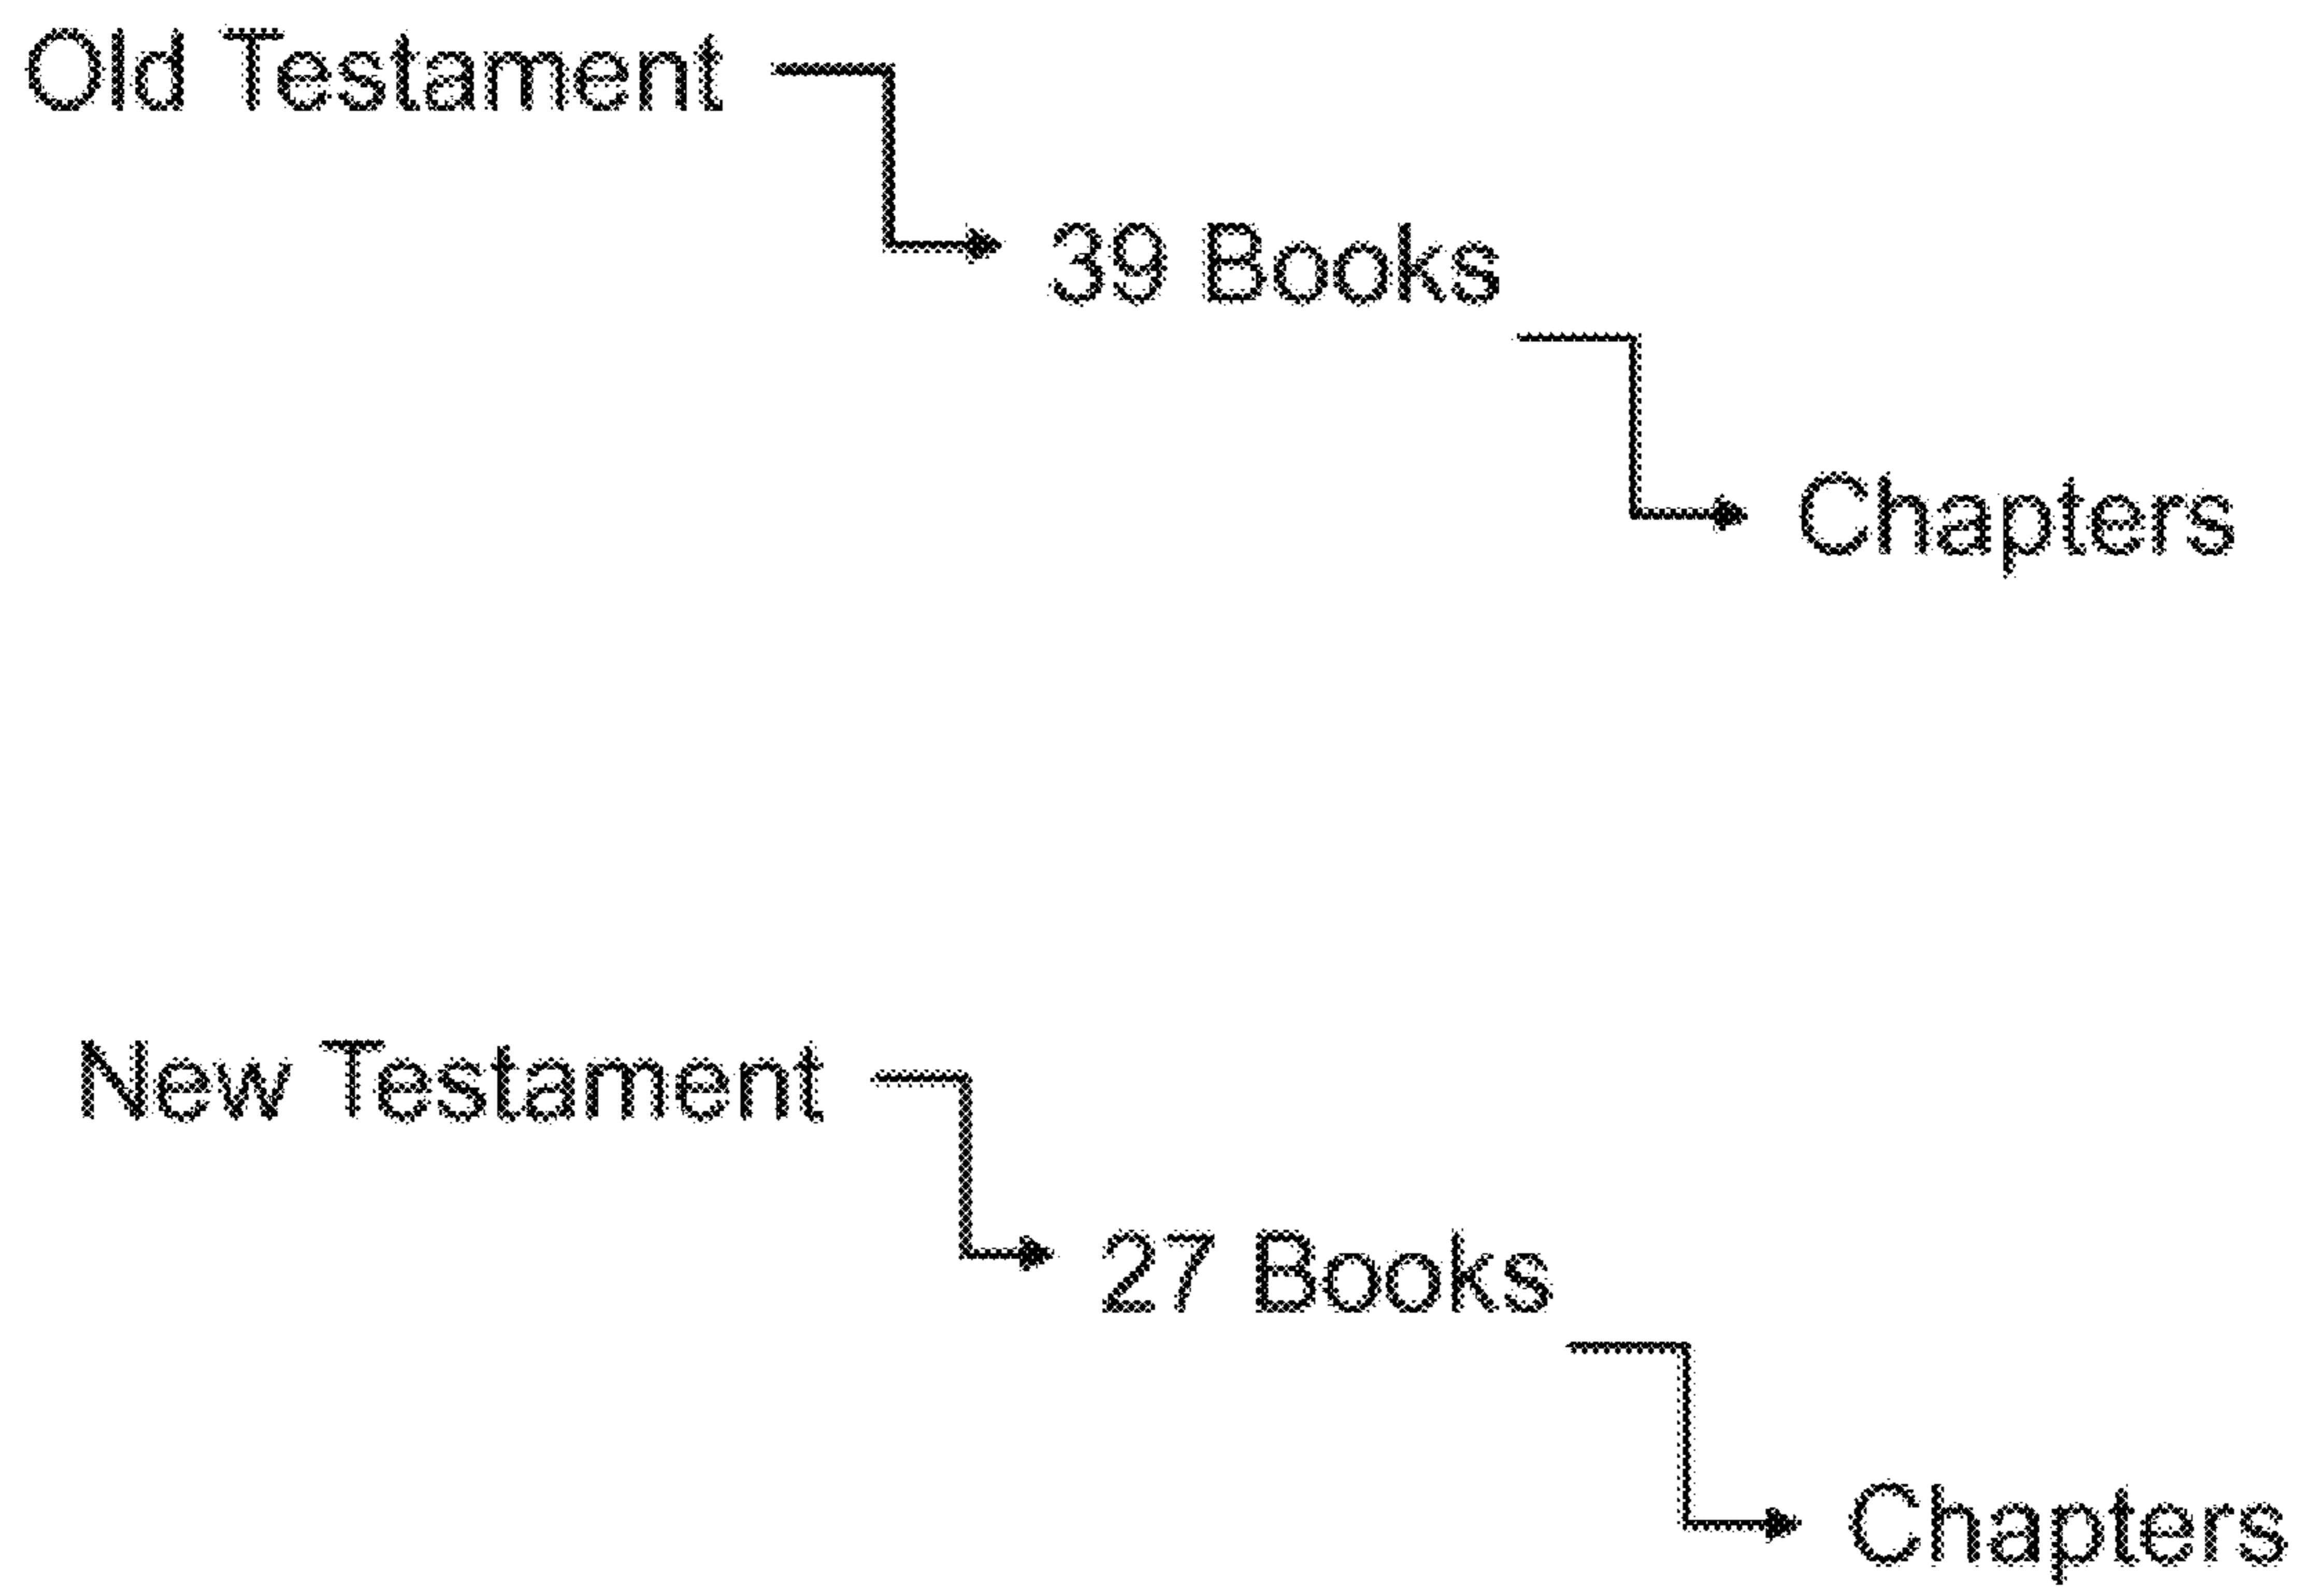 Old Testament
39 Books
Chapters
New Testament
27 Books
Chapters